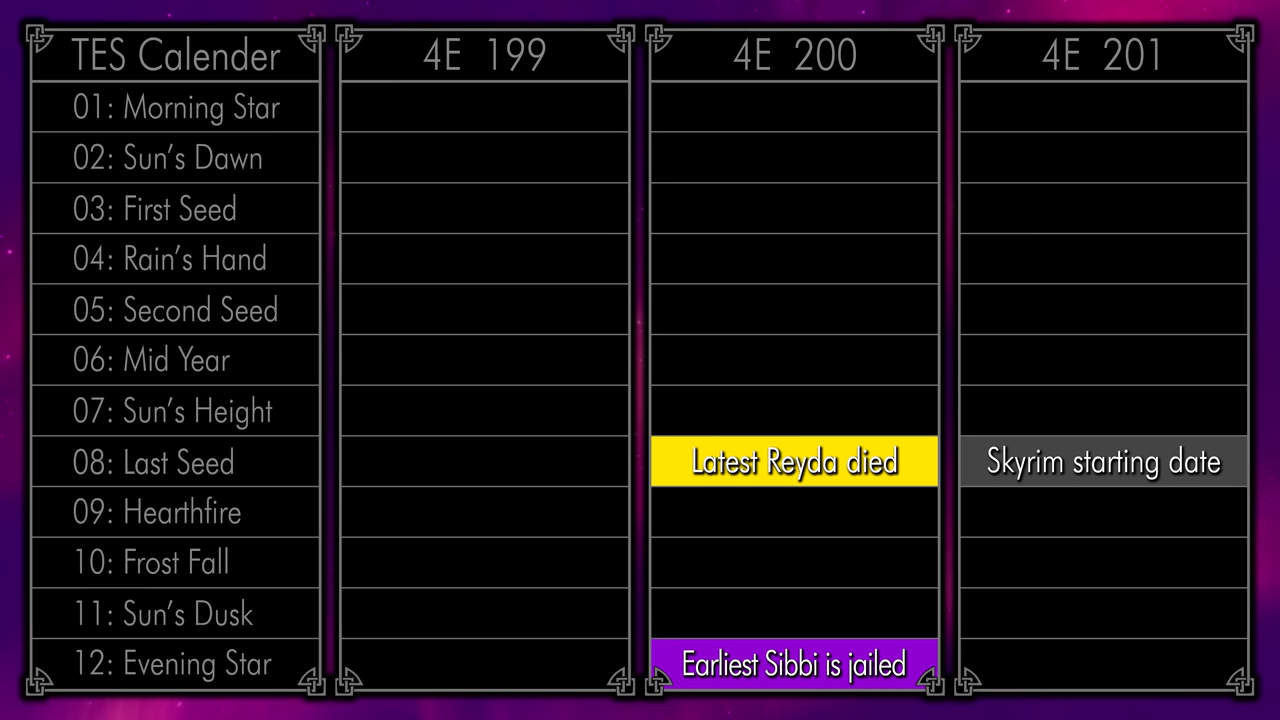 TES Calender
4E 199
4E 200
4E 201
01: Morning Star
02: Sun's Dawn
03: First Seed
04: Rain's Hand
05: Second Seed
06: Mid Year
07: Sun's Height
08: Last Seed
Latest Reyda died
Skyrim starting date
09: Hearthfire
10: Frost Fall
11: Sun's Dusk
12: Evening Star
Earliest Sibbi is jailed